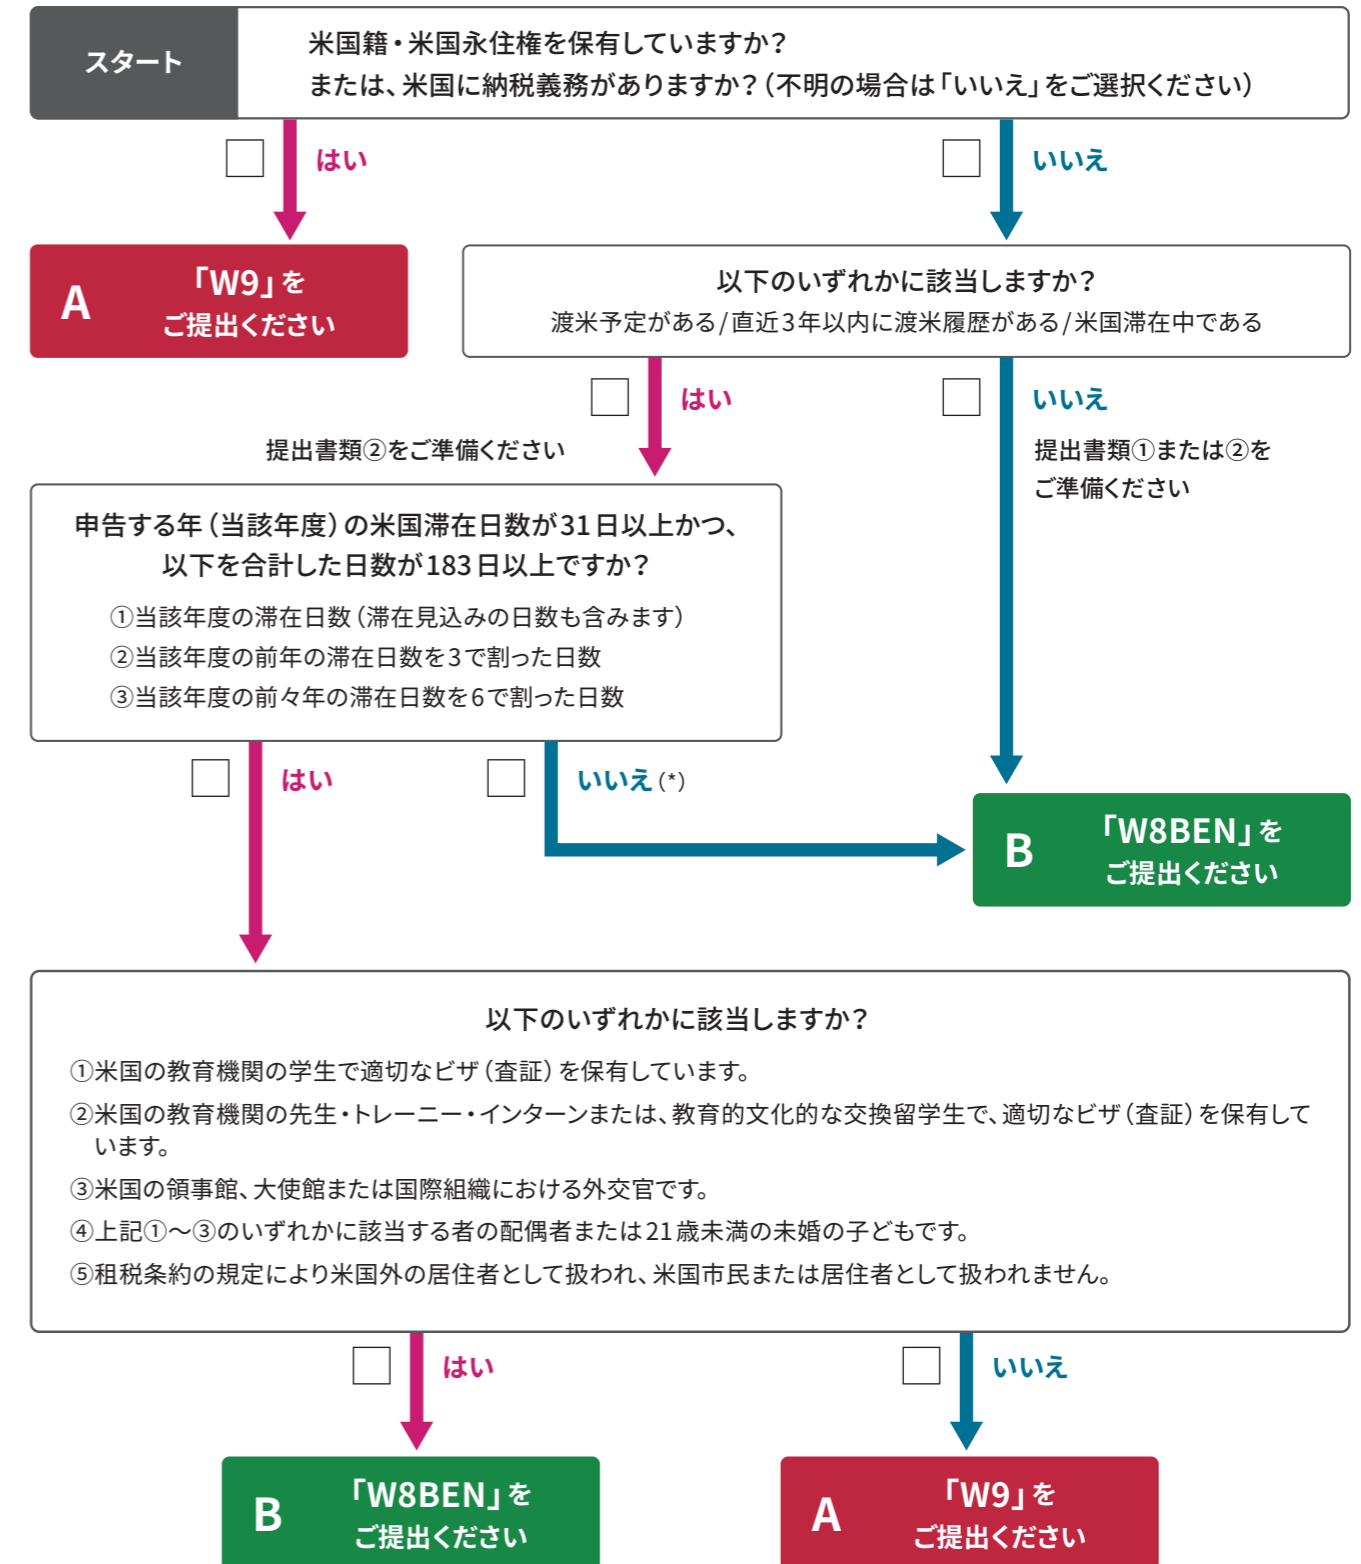 スタート
米国籍・米国永住権を保有していますか?
または、米国に納税義務がありますか?(不明の場合は「いいえ」をご選択ください)
はい
いいえ
A
「W9」を
ご提出ください
以下のいずれかに該当しますか?
渡米予定がある/直近3年以内に渡米履歴がある/米国滞在中である
はい
いいえ
提出書類②をご準備ください
提出書類①または②を
ご準備ください
申告する年(当該年度)の米国滞在日数が31日以上かつ、
以下を合計した日数が183日以上ですか?
①当該年度の滞在日数(滞在見込みの日数も含みます)
②当該年度の前年の滞在日数を3で割った日数
③当該年度の前々年の滞在日数を6で割った日数
はい
いいえ(*)
B
「W8BEN」を
ご提出ください
以下のいずれかに該当しますか?
①米国の教育機関の学生で適切なビザ(査証)を保有しています。
②米国の教育機関の先生・トレーニー・インターンまたは、教育的文化的な交換留学生で、適切なビザ(査証)を保有して
います。
③米国の領事館、大使館または国際組織における外交官です。
④上記①〜③のいずれかに該当する者の配偶者または21歳未満の未婚の子どもです。
⑤租税条約の規定により米国外の居住者として扱われ、米国市民または居住者として扱われません。
はい
いいえ
B
「W8BEN」を
ご提出ください
A
「W9」を
ご提出ください